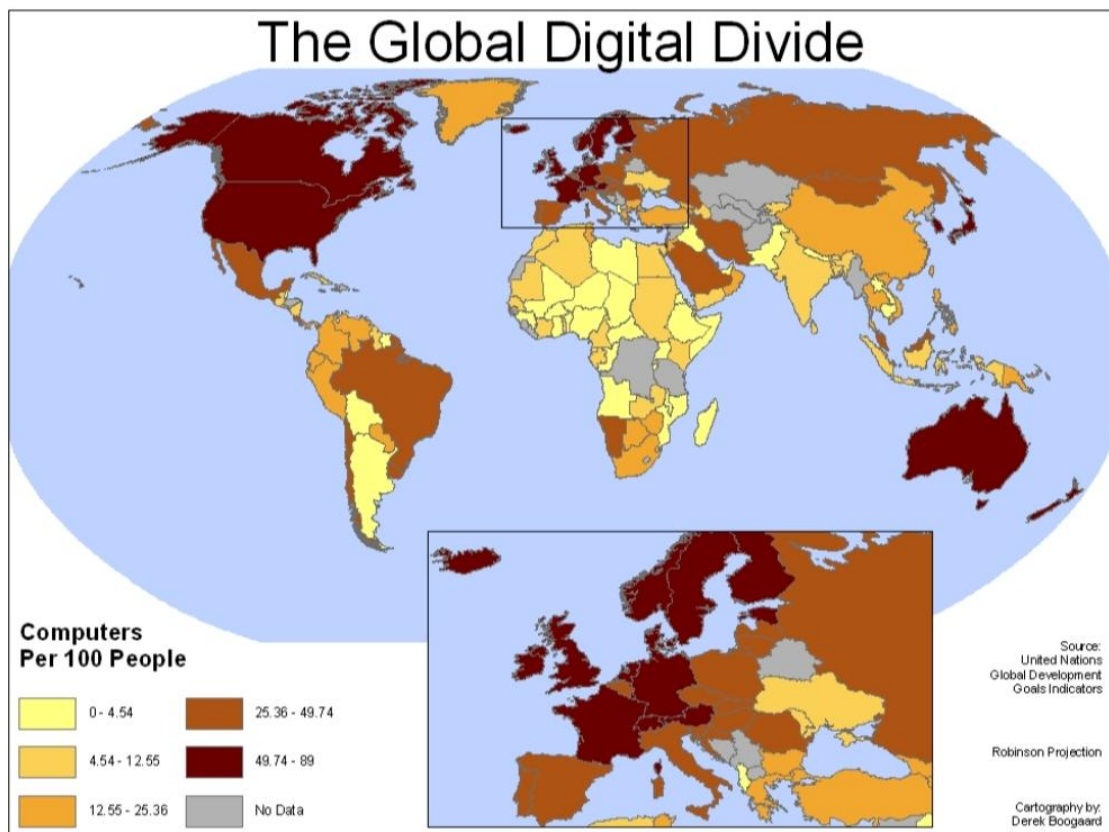 The Global Digital Divide
Computers
Per 100 People
0 - 4.54
4.54 - 12.55
12.55 - 25.36
25.36 - 49.74
49.74 - 89
No Data
Source:
United Nations
Global Development
Goals Indicators
Robinson Projection
Cartography by:
Derek Boogaard